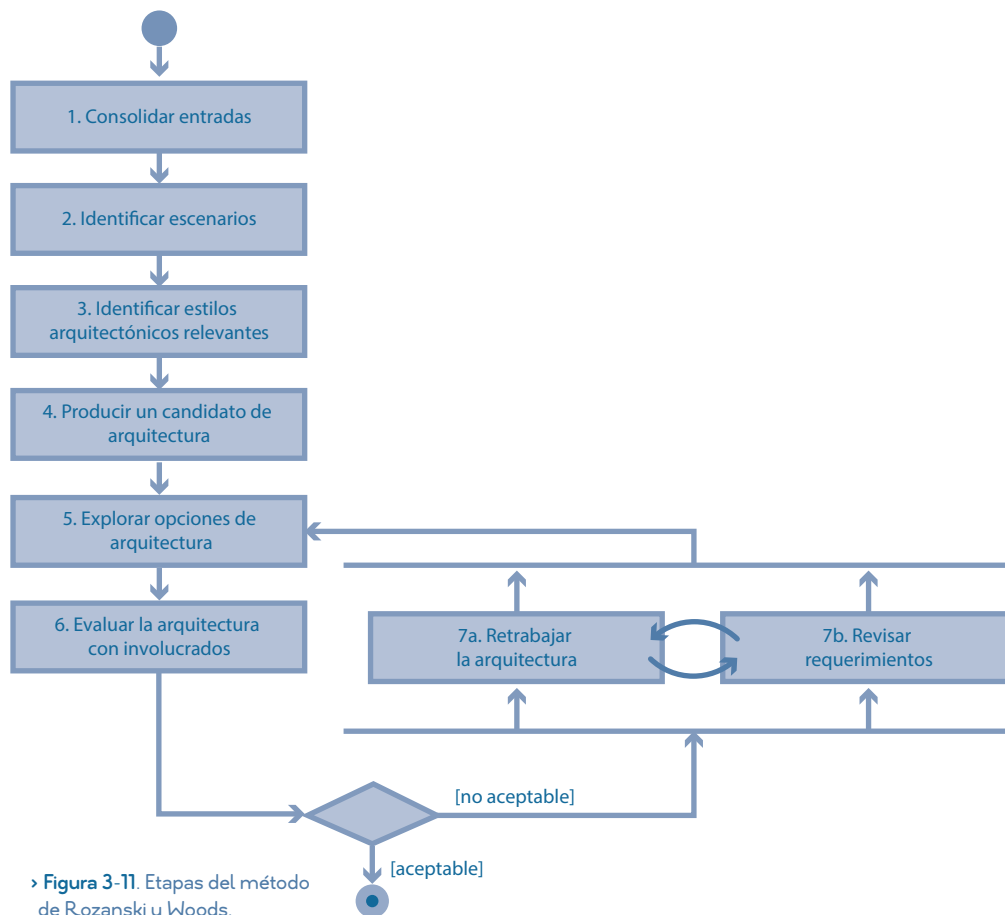 1. Consolidar entradas
2. Identificar escenarios
3. Identificar estilos
arquitectónicos relevantes
4. Producir un candidato de
arquitectura
5. Explorar opciones de
arquitectura
6. Evaluar la arquitectura
con involucrados
7a. Retrabajar
la arquitectura
7b. Revisar
requerimientos
[no aceptable]
[aceptable]
› Figura 3-11. Etapas del método
de Rozanski y Woods.